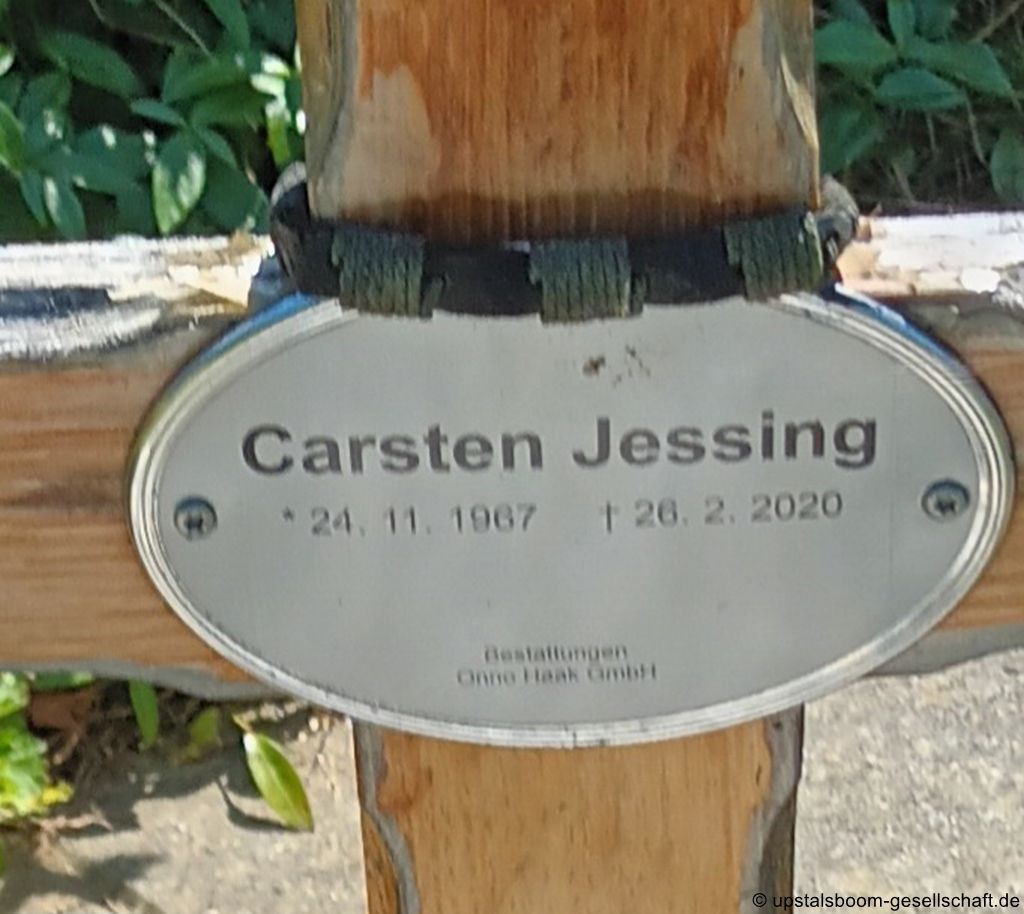 Carsten Jessing
* 24. 11. 1967 † 26. 2. 2020
Bestattungen
Onno Haak GmbH
© upstalsboom-gesellschaft.de